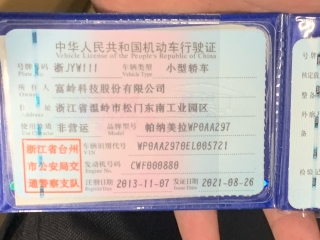 中华人民共和国机动车行驶证
Vehicle License of the People's Republic of China
号牌号码 浙JYW111 车辆类型 小型轿车
Vehicle Type
所有人 富岭科技股份有限公司
住址 浙江省温岭市松门东南工业园区
使用性质 非营运 品牌型号 帕纳美拉WP0AA297
浙江省台州 车辆识别代号 WP0AA2970EL005721
VIN
市公安局交 发动机号码 CWF000880
通警察支队 注册日期 2013-11-07 发证日期 2021-08-26